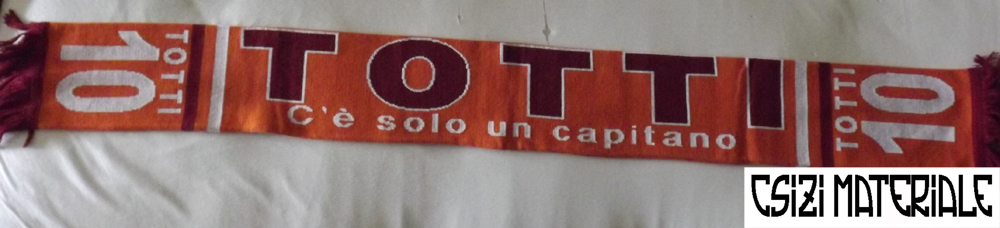 10
TOTTI
TOTTI
C'è solo un capitano
TOTTI
10
CSIZI MATERIALE